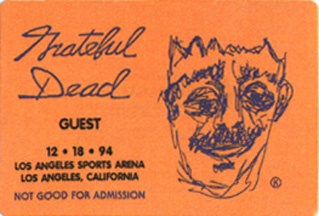 Grateful
Dead
GUEST
12 • 18 • 94
LOS ANGELES SPORTS ARENA
LOS ANGELES, CALIFORNIA
NOT GOOD FOR ADMISSION